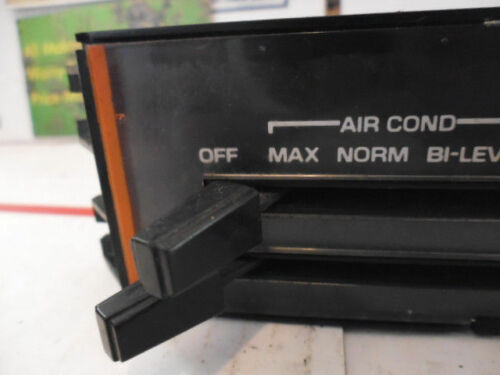 AIR COND
OFF MAX NORM BI-LEV